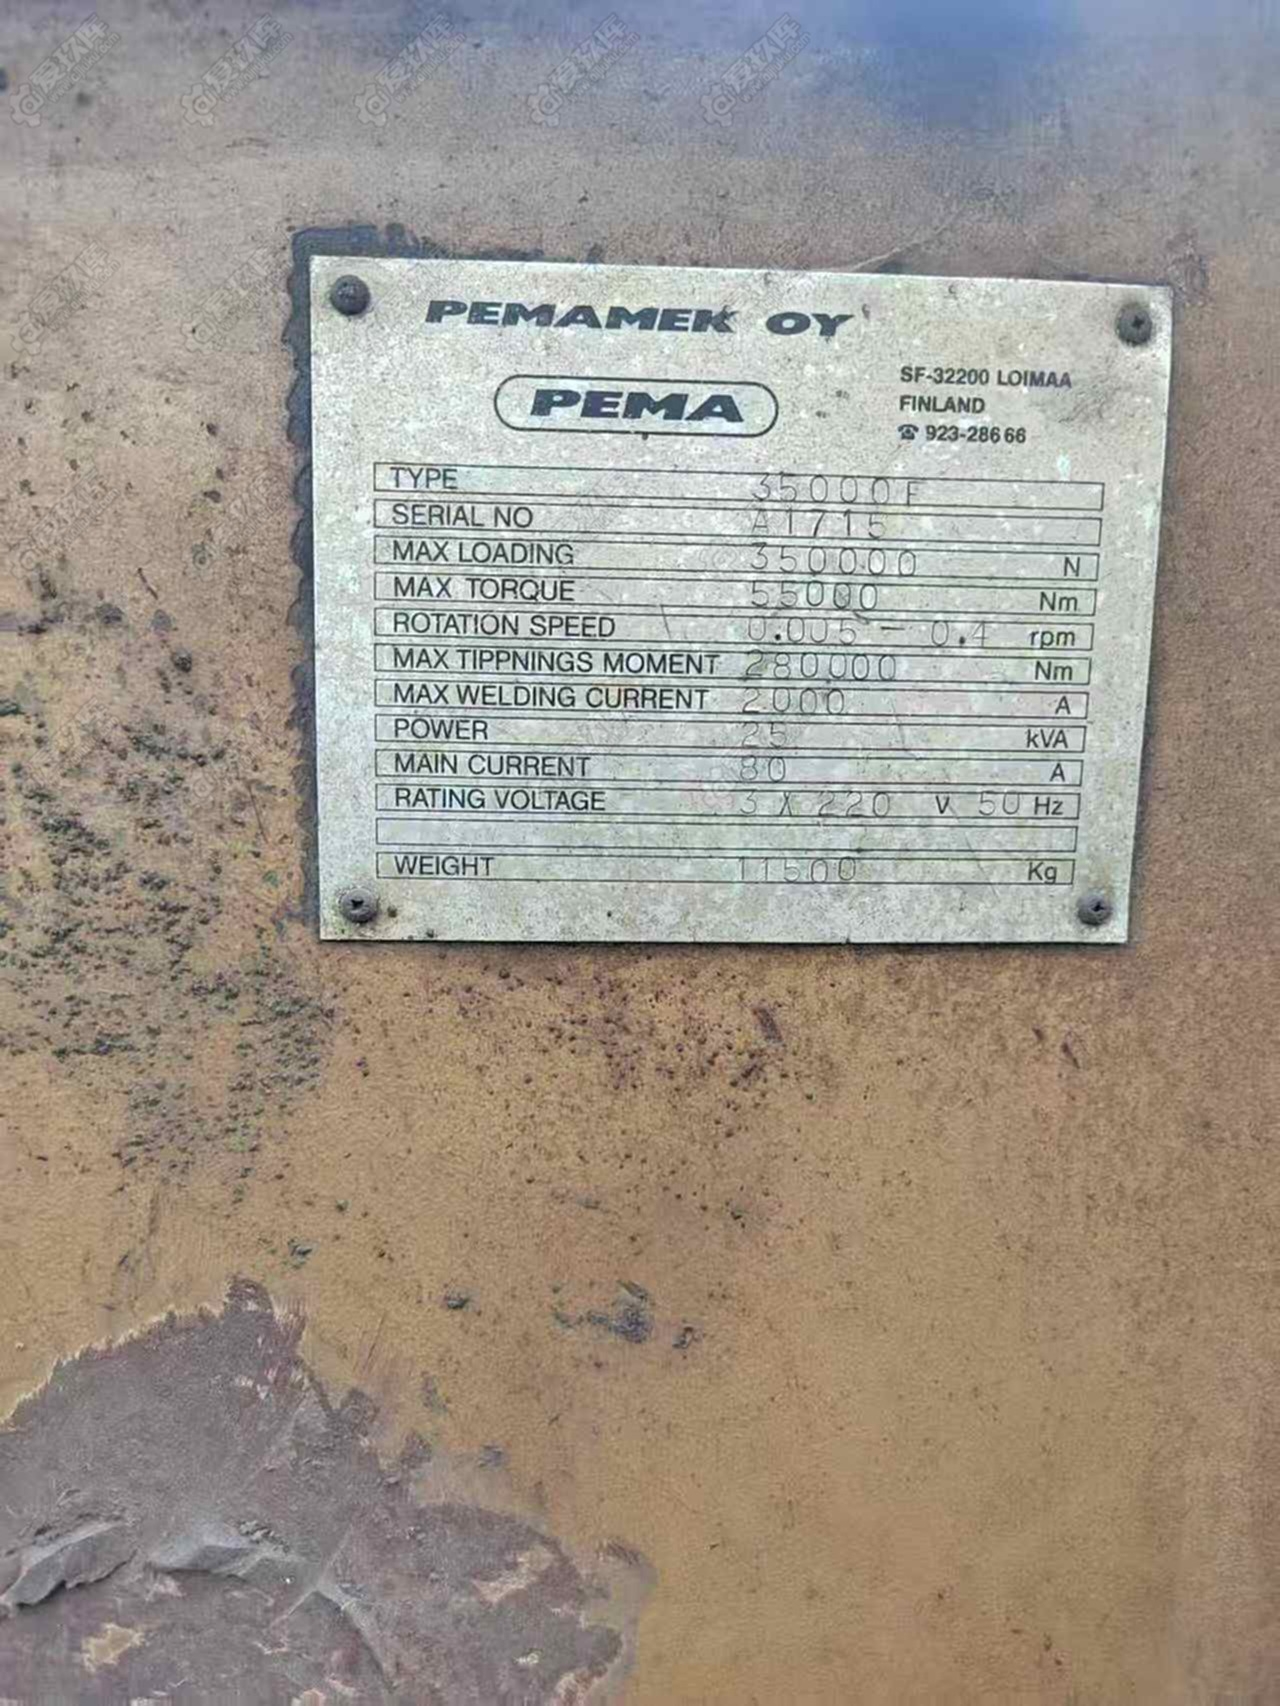 PEMAMEK OY
PEMA
SF-32200 LOIMAA
FINLAND
☎ 923-286 66
TYPE 35000F
SERIAL NO A1715
MAX LOADING 350000 N
MAX TORQUE 55000 Nm
ROTATION SPEED 0.005 - 0.4 rpm
MAX TIPPNINGS MOMENT 280000 Nm
MAX WELDING CURRENT 2000 A
POWER 25 kVA
MAIN CURRENT 80 A
RATING VOLTAGE 3 X 220 V 50 Hz
WEIGHT 11500 Kg